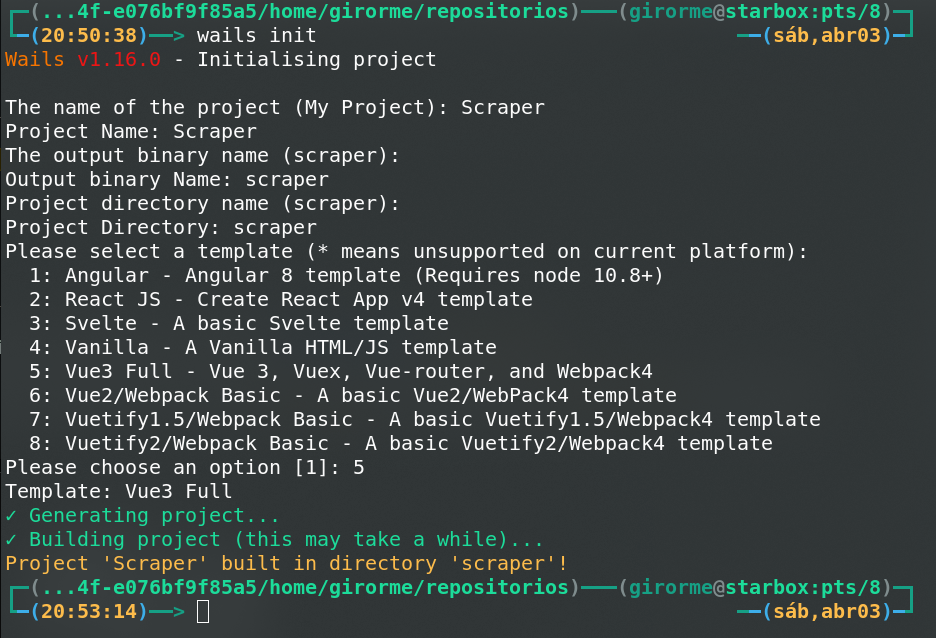 (...4f-e076bf9f85a5/home/girorme/repositorios)——(girorme@starbox:pts/8)
(20:50:38)——> wails init ——(sáb,abr03)
Wails v1.16.0 - Initialising project
The name of the project (My Project): Scraper
Project Name: Scraper
The output binary name (scraper):
Output binary Name: scraper
Project directory name (scraper):
Project Directory: scraper
Please select a template (* means unsupported on current platform):
1: Angular - Angular 8 template (Requires node 10.8+)
2: React JS - Create React App v4 template
3: Svelte - A basic Svelte template
4: Vanilla - A Vanilla HTML/JS template
5: Vue3 Full - Vue 3, Vuex, Vue-router, and Webpack4
6: Vue2/Webpack Basic - A basic Vue2/WebPack4 template
7: Vuetify1.5/Webpack Basic - A basic Vuetify1.5/Webpack4 template
8: Vuetify2/Webpack Basic - A basic Vuetify2/Webpack4 template
Please choose an option [1]: 5
Template: Vue3 Full
✓ Generating project...
✓ Building project (this may take a while)...
Project 'Scraper' built in directory 'scraper'!
(...4f-e076bf9f85a5/home/girorme/repositorios)——(girorme@starbox:pts/8)
(20:53:14)——> ——(sáb,abr03)